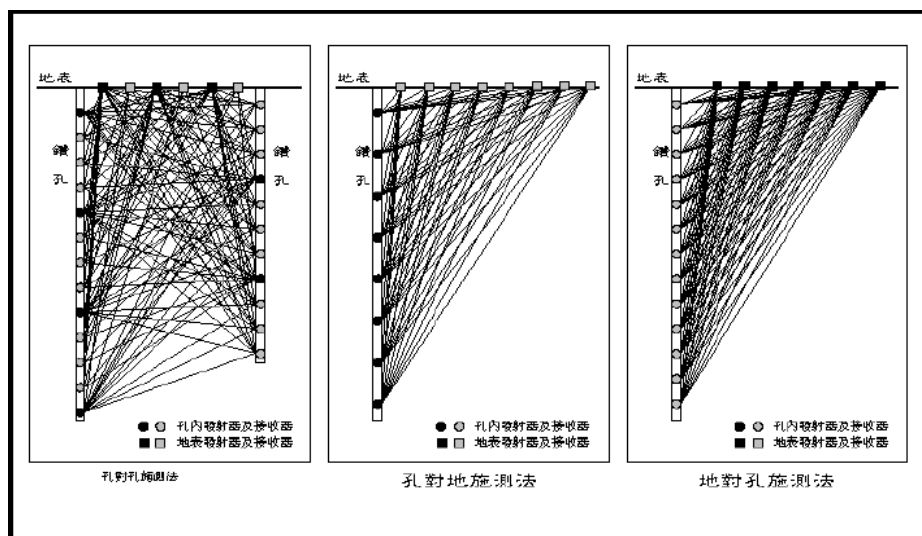 地表
鑽 鑽
孔 孔
孔內發射器及接收器
地表發射器及接收器
孔對孔施測法
地表
鑽
孔
孔內發射器及接收器
地表發射器及接收器
孔對地施測法
地表
鑽
孔
孔內發射器及接收器
地表發射器及接收器
地對孔施測法